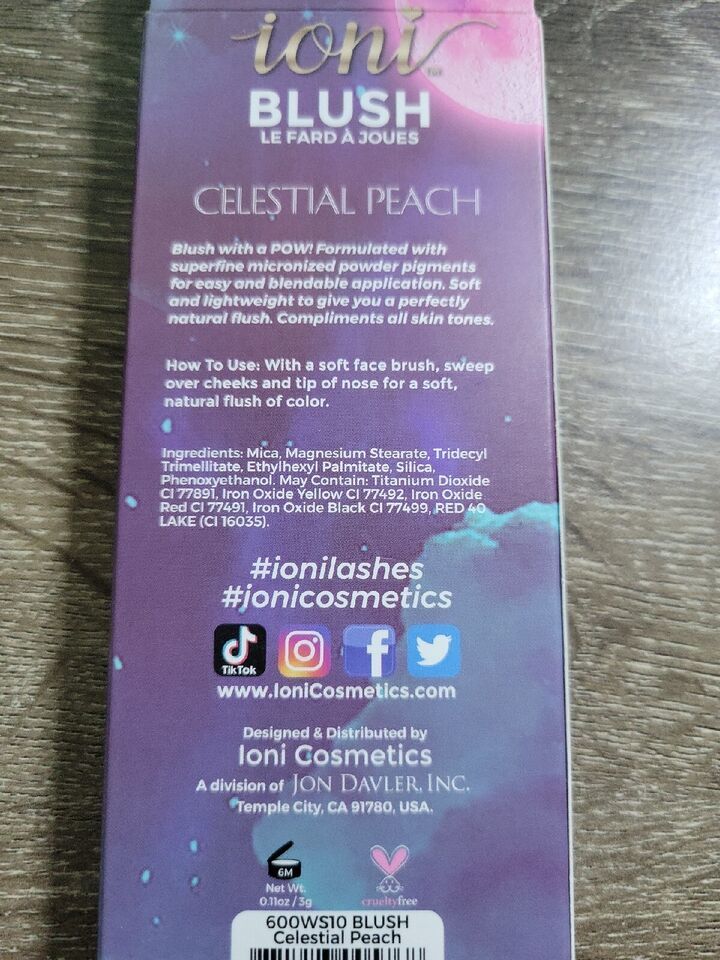 ioni™
BLUSH
LE FARD À JOUES
CELESTIAL PEACH
Blush with a POW! Formulated with
superfine micronized powder pigments
for easy and blendable application. Soft
and lightweight to give you a perfectly
natural flush. Compliments all skin tones.
How To Use: With a soft face brush, sweep
over cheeks and tip of nose for a soft,
natural flush of color.
Ingredients: Mica, Magnesium Stearate, Tridecyl
Trimellitate, Ethylhexyl Palmitate, Silica,
Phenoxyethanol. May Contain: Titanium Dioxide
CI 77891, Iron Oxide Yellow CI 77492, Iron Oxide
Red CI 77491, Iron Oxide Black CI 77499, RED 40
LAKE (CI 16035).
#ionilashes
#ionicosmetics
TikTok
www.IoniCosmetics.com
Designed & Distributed by
Ioni Cosmetics
A division of JON DAVLER, INC.
Temple City, CA 91780, USA.
6M
Net Wt.
0.11oz / 3g
crueltyfree
600WS10 BLUSH
Celestial Peach